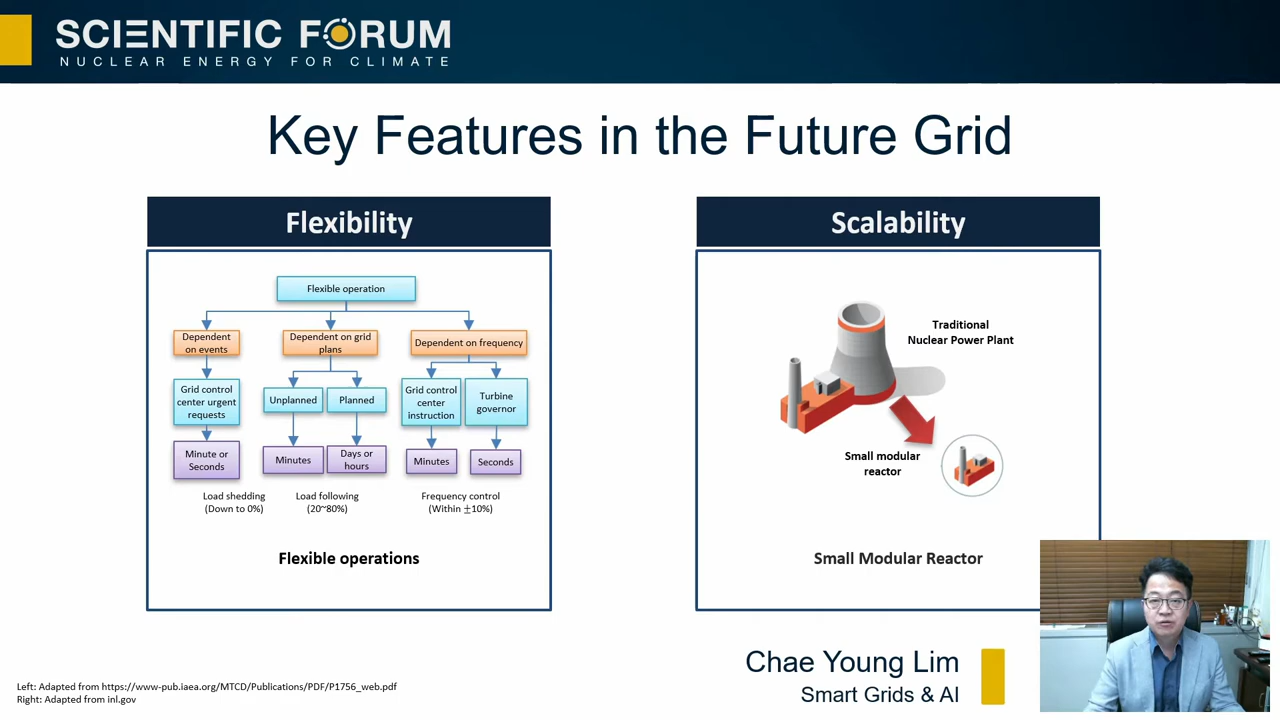 SCIENTIFIC FORUM
NUCLEAR ENERGY FOR CLIMATE
Key Features in the Future Grid
Flexibility
Flexible operation
Dependent
on events
Dependent on grid
plans
Dependent on frequency
Grid control
center urgent
requests
Unplanned
Planned
Grid control
center
instruction
Turbine
governor
Minute or
Seconds
Minutes
Days or
hours
Minutes
Seconds
Load shedding
(Down to 0%)
Load following
(20~80%)
Frequency control
(Within ±10%)
Flexible operations
Scalability
Traditional
Nuclear Power Plant
Small modular
reactor
Small Modular Reactor
Chae Young Lim
Smart Grids & AI
Left: Adapted from https://www-pub.iaea.org/MTCD/Publications/PDF/P1756_web.pdf
Right: Adapted from inl.gov